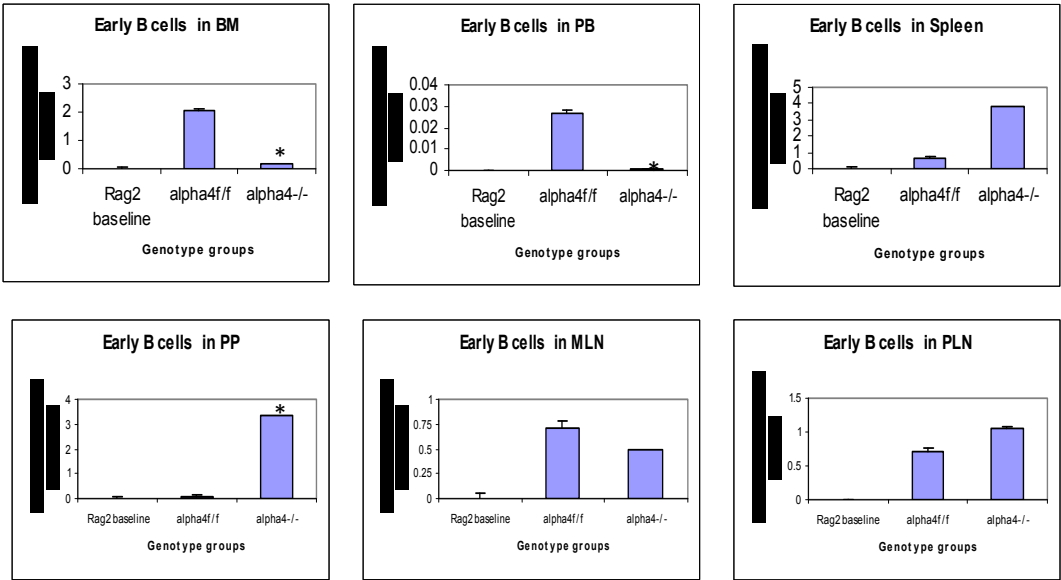 Early B cells in BM
3
2
1
0
*
Rag2 baseline
alpha4f/f
alpha4-/-
Genotype groups
Early B cells in PB
0.04
0.03
0.02
0.01
0
*
Rag2 baseline
alpha4f/f
alpha4-/-
Genotype groups
Early B cells in Spleen
5
4
3
2
1
0
Rag2 baseline
alpha4f/f
alpha4-/-
Genotype groups
Early B cells in PP
4
3
2
1
0
*
Rag2 baseline
alpha4f/f
alpha4-/-
Genotype groups
Early B cells in MLN
1
0.75
0.5
0.25
0
Rag2 baseline
alpha4f/f
alpha4-/-
Genotype groups
Early B cells in PLN
1.5
1
0.5
0
Rag2 baseline
alpha4f/f
alpha4-/-
Genotype groups